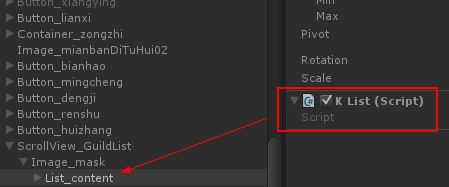 Button_xiangying
Button_lianxi
Container_zongzhi
Image_mianbanDiTuHui02
Button_bianhao
Button_mingcheng
Button_dengji
Button_renshu
Button_huizhang
ScrollView_GuildList
Image_mask
List_content
Min
Max
Pivot
Rotation
Scale
K List (Script)
Script